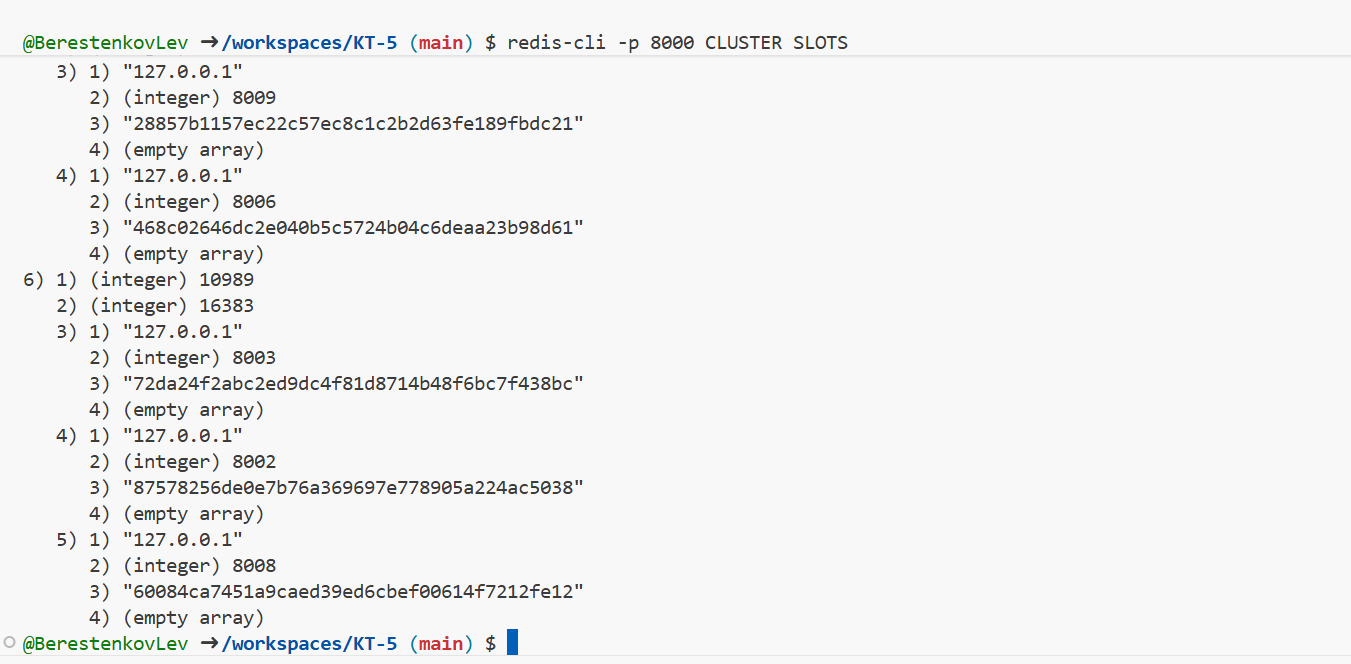 @BerestenkovLev ➜/workspaces/KT-5 (main) $ redis-cli -p 8000 CLUSTER SLOTS
   3) 1) "127.0.0.1"
      2) (integer) 8009
      3) "28857b1157ec22c57ec8c1c2b2d63fe189fbdc21"
      4) (empty array)
   4) 1) "127.0.0.1"
      2) (integer) 8006
      3) "468c02646dc2e040b5c5724b04c6deaa23b98d61"
      4) (empty array)
6) 1) (integer) 10989
   2) (integer) 16383
   3) 1) "127.0.0.1"
      2) (integer) 8003
      3) "72da24f2abc2ed9dc4f81d8714b48f6bc7f438bc"
      4) (empty array)
   4) 1) "127.0.0.1"
      2) (integer) 8002
      3) "87578256de0e7b76a369697e778905a224ac5038"
      4) (empty array)
   5) 1) "127.0.0.1"
      2) (integer) 8008
      3) "60084ca7451a9caed39ed6cbef00614f7212fe12"
      4) (empty array)
@BerestenkovLev ➜/workspaces/KT-5 (main) $